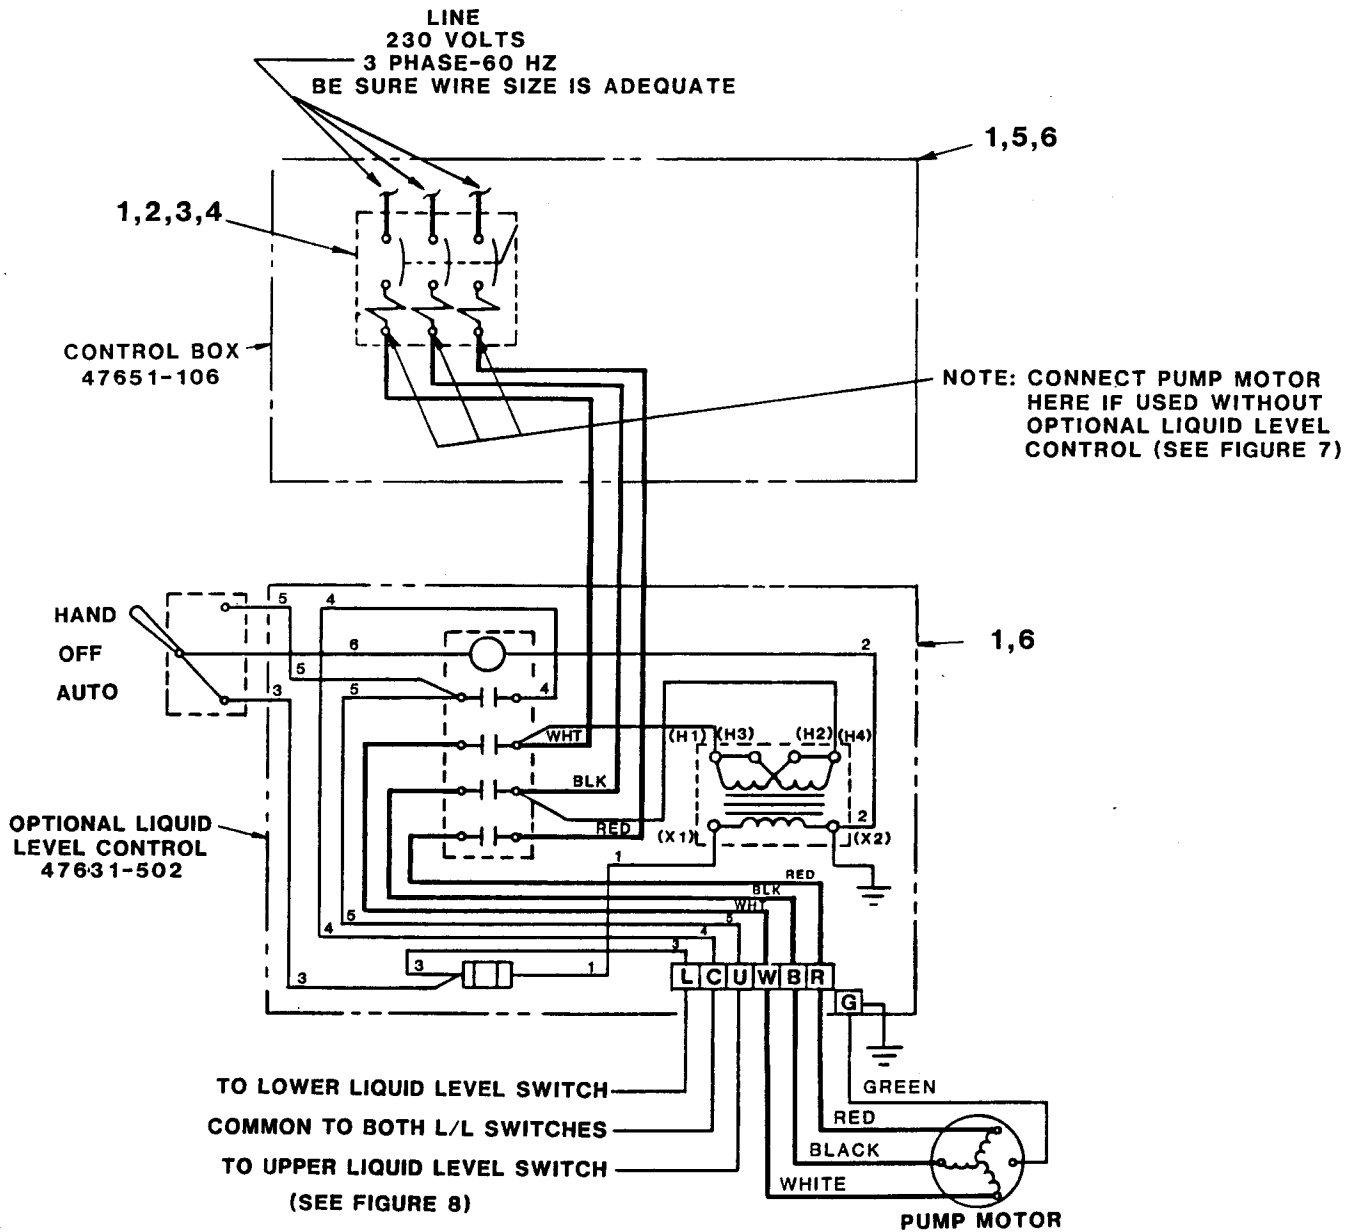 LINE
230 VOLTS
3 PHASE-60 HZ
BE SURE WIRE SIZE IS ADEQUATE
1,5,6
1,2,3,4
CONTROL BOX
47651-106
NOTE: CONNECT PUMP MOTOR
HERE IF USED WITHOUT
OPTIONAL LIQUID LEVEL
CONTROL (SEE FIGURE 7)
HAND
OFF
AUTO
5
4
6
2
1,6
5
5
4
3
WHT
(H1)
(H3)
(H2)
(H4)
BLK
RED
2
(X1)
(X2)
OPTIONAL LIQUID
LEVEL CONTROL
47631-502
1
RED
BLK
WHT
5
5
4
4
3
3
1
3
L C U W B R
G
TO LOWER LIQUID LEVEL SWITCH
COMMON TO BOTH L/L SWITCHES
TO UPPER LIQUID LEVEL SWITCH
(SEE FIGURE 8)
GREEN
RED
BLACK
WHITE
PUMP MOTOR